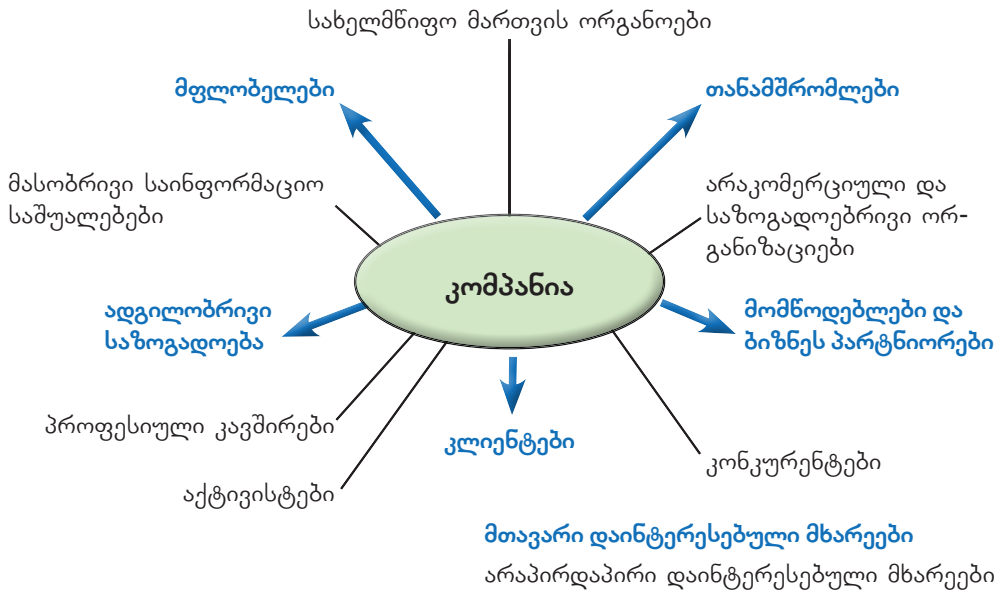 სახელმწიფო მართვის ორგანოები
მფლობელები
თანამშრომლები
მასობრივი საინფორმაციო
საშუალებები
არაკომერციული და
საზოგადოებრივი ორ-
განიზაციები
კომპანია
ადგილობრივი
საზოგადოება
მომწოდებლები და
ბიზნეს პარტნიორები
პროფესიული კავშირები
კლიენტები
კონკურენტები
აქტივისტები
მთავარი დაინტერესებული მხარეები
არაპირდაპირი დაინტერესებული მხარეები